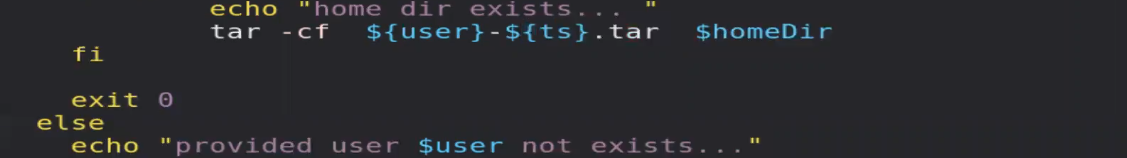 echo "home dir exists... "
tar -cf  ${user}-${ts}.tar  $homeDir
fi
exit 0
else
echo "provided user $user not exists..."